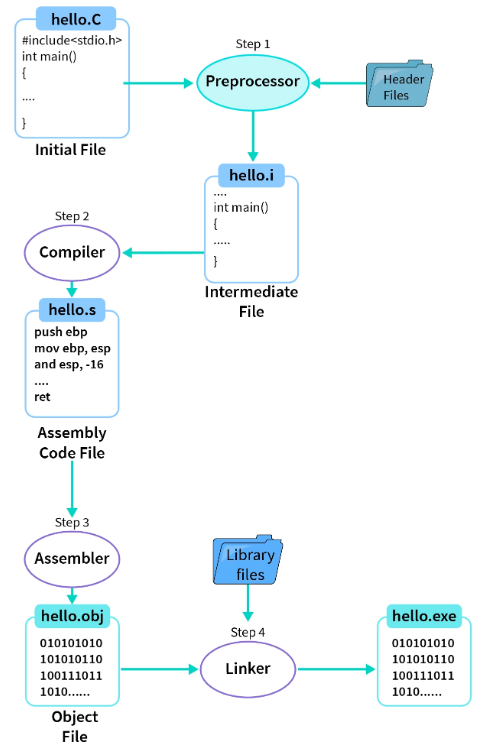 hello.C
#include<stdio.h>
int main()
{
....
}
Initial File
Step 1
Preprocessor
Header
Files
hello.i
....
int main()
{
.....
}
Intermediate
File
Step 2
Compiler
hello.s
push ebp
mov ebp, esp
and esp, -16
....
ret
Assembly
Code File
Step 3
Assembler
hello.obj
010101010
101010110
100111011
1010......
Object
File
Library
files
Step 4
Linker
hello.exe
010101010
101010110
100111011
1010......